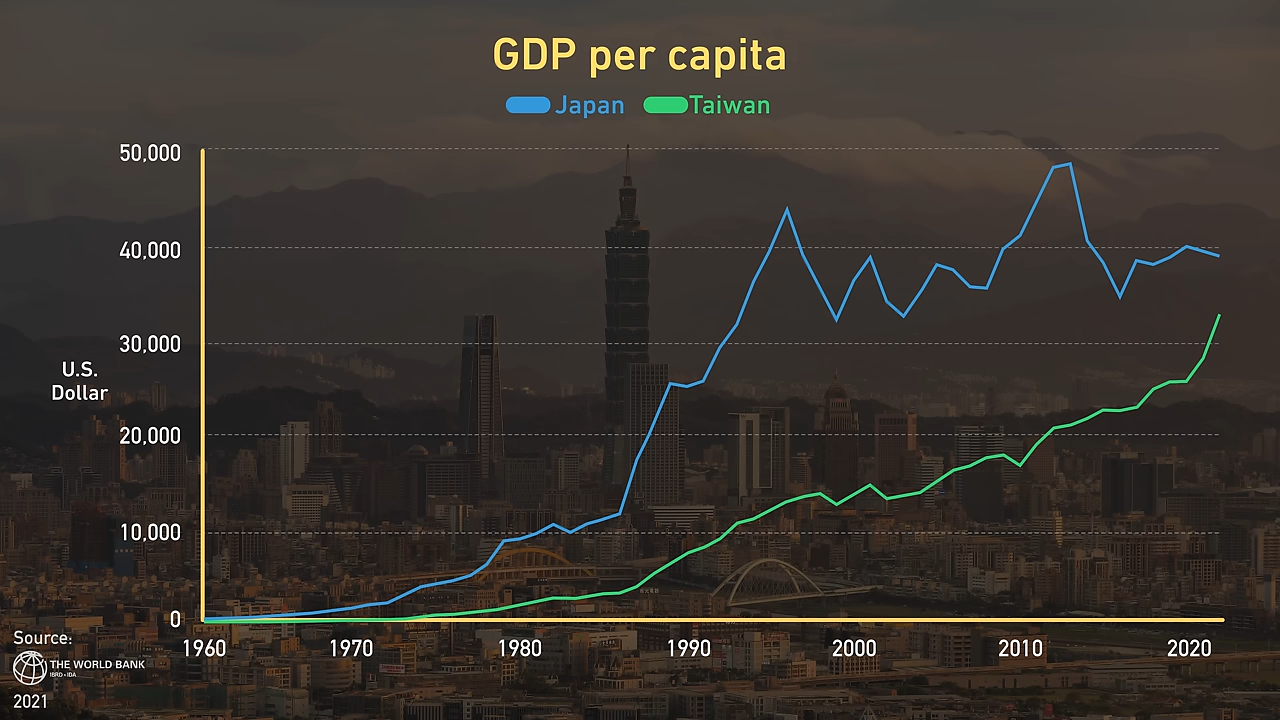 GDP per capita
Japan Taiwan
50,000
40,000
30,000
U.S.
Dollar
20,000
10,000
0
1960 1970 1980 1990 2000 2010 2020
Source:
THE WORLD BANK
IBRD • IDA
2021